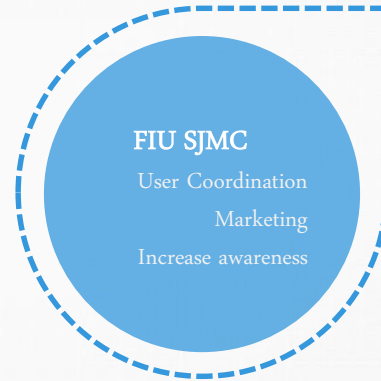 FIU SJMC
User Coordination
Marketing
Increase awareness